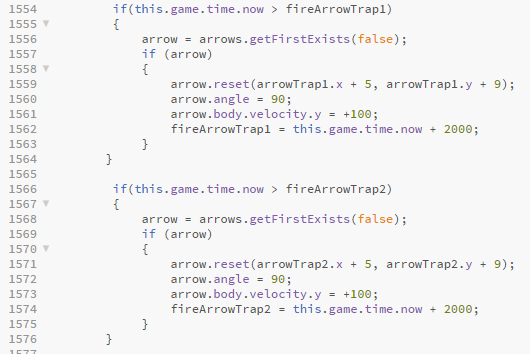 1554 if(this.game.time.now > fireArrowTrap1)
1555 {
1556 arrow = arrows.getFirstExists(false);
1557 if (arrow)
1558 {
1559 arrow.reset(arrowTrap1.x + 5, arrowTrap1.y + 9);
1560 arrow.angle = 90;
1561 arrow.body.velocity.y = +100;
1562 fireArrowTrap1 = this.game.time.now + 2000;
1563 }
1564 }
1565
1566 if(this.game.time.now > fireArrowTrap2)
1567 {
1568 arrow = arrows.getFirstExists(false);
1569 if (arrow)
1570 {
1571 arrow.reset(arrowTrap2.x + 5, arrowTrap2.y + 9);
1572 arrow.angle = 90;
1573 arrow.body.velocity.y = +100;
1574 fireArrowTrap2 = this.game.time.now + 2000;
1575 }
1576 }